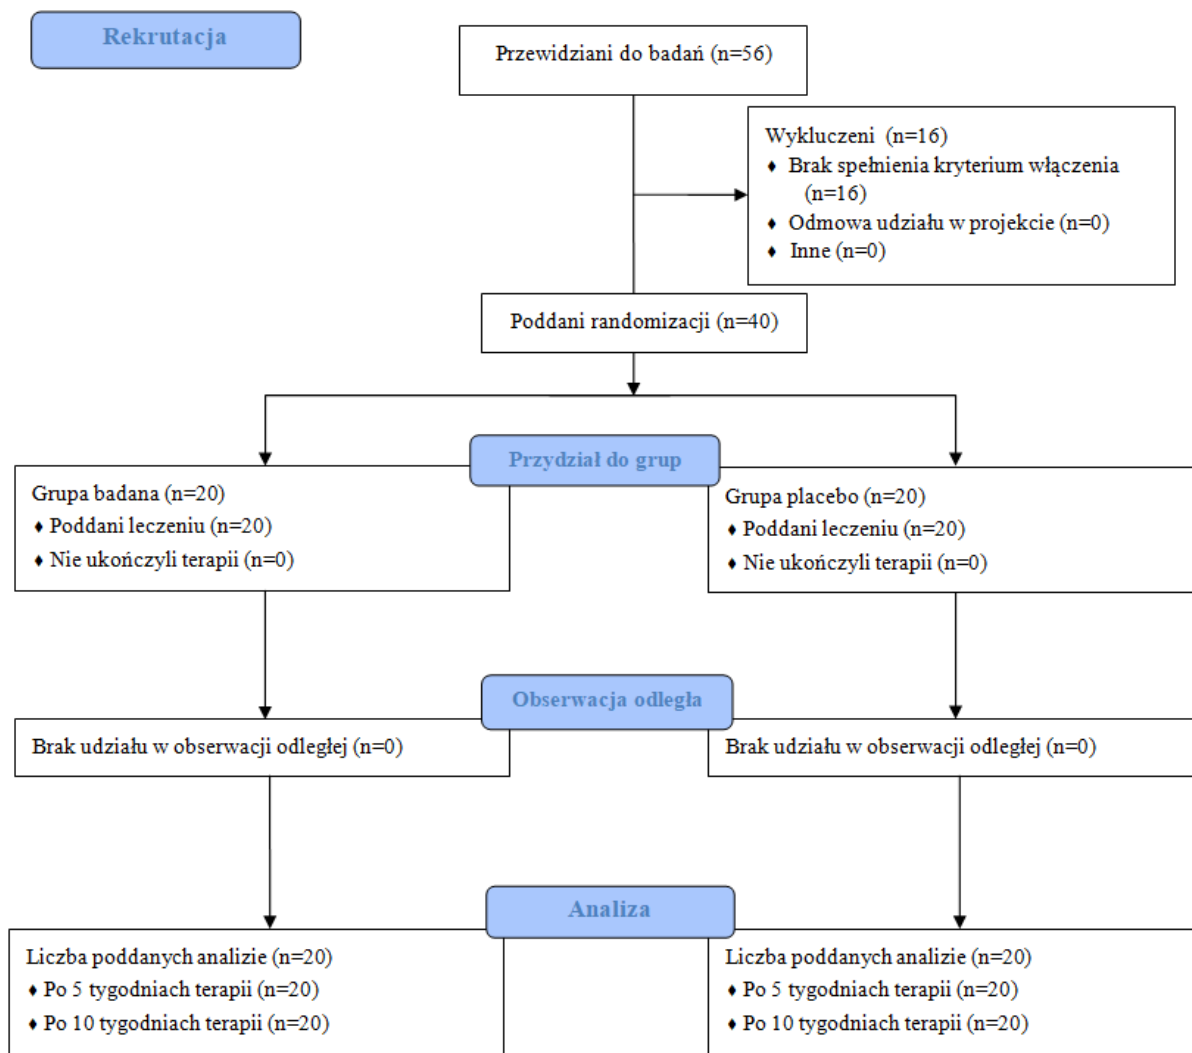 Rekrutacja
Przewidziani do badań (n=56)
Wykluczeni (n=16)
♦ Brak spełnienia kryterium włączenia
(n=16)
♦ Odmowa udziału w projekcie (n=0)
♦ Inne (n=0)
Poddani randomizacji (n=40)
Przydział do grup
Grupa badana (n=20)
♦ Poddani leczeniu (n=20)
♦ Nie ukończyli terapii (n=0)
Grupa placebo (n=20)
♦ Poddani leczeniu (n=20)
♦ Nie ukończyli terapii (n=0)
Obserwacja odległa
Brak udziału w obserwacji odległej (n=0)
Brak udziału w obserwacji odległej (n=0)
Analiza
Liczba poddanych analizie (n=20)
♦ Po 5 tygodniach terapii (n=20)
♦ Po 10 tygodniach terapii (n=20)
Liczba poddanych analizie (n=20)
♦ Po 5 tygodniach terapii (n=20)
♦ Po 10 tygodniach terapii (n=20)